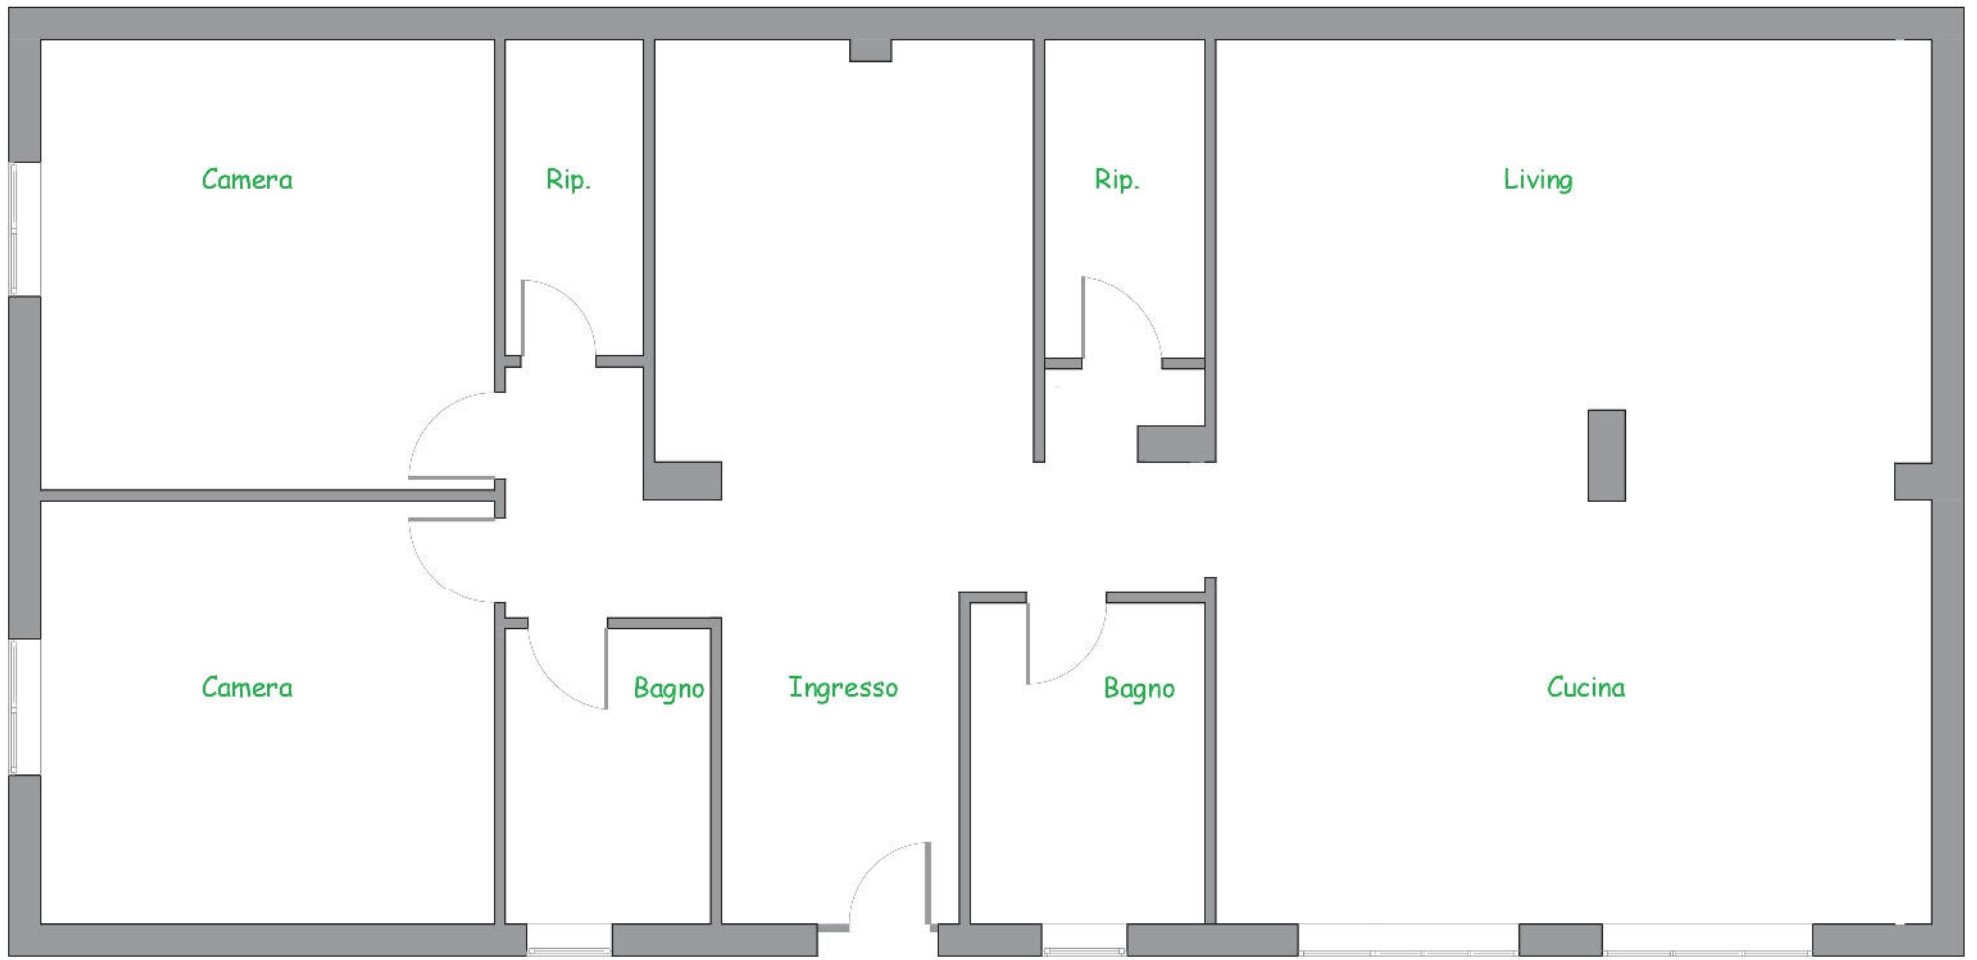 Camera
Rip.
Rip.
Living
Camera
Bagno
Ingresso
Bagno
Cucina